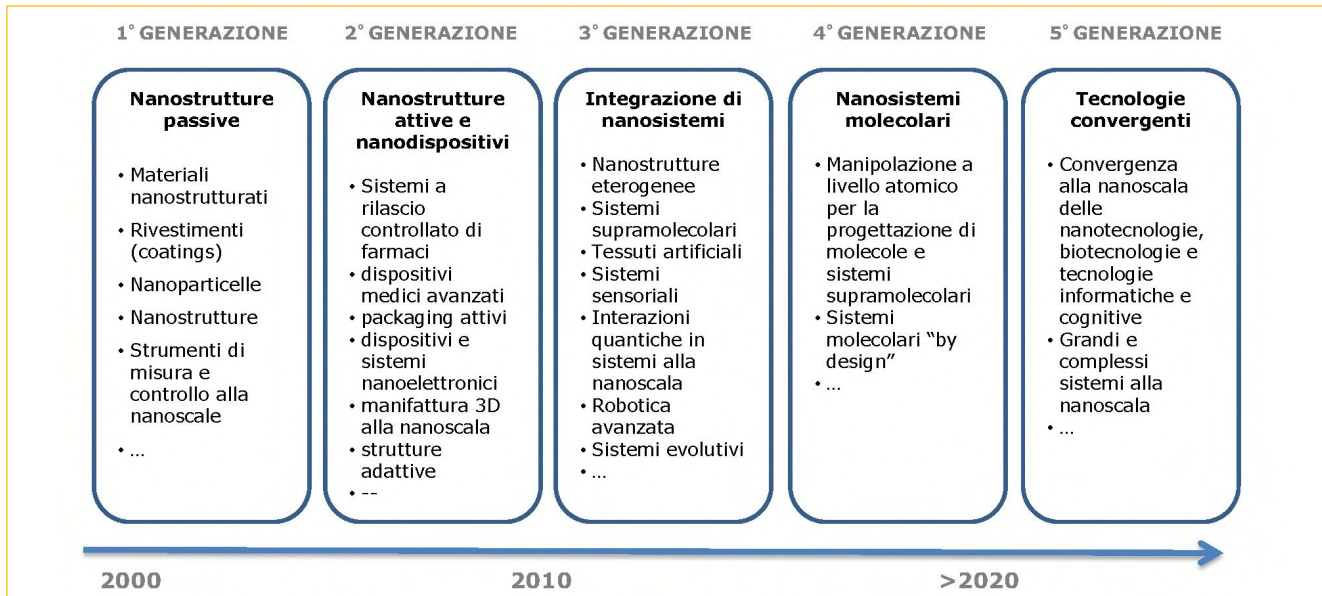 1° GENERAZIONE
Nanostrutture
passive
• Materiali
nanostrutturati
• Rivestimenti
(coatings)
• Nanoparticelle
• Nanostrutture
• Strumenti di
misura e
controllo alla
nanoscale
• ...
2° GENERAZIONE
Nanostrutture
attive e
nanodispositivi
• Sistemi a
rilascio
controllato di
farmaci
• dispositivi
medici avanzati
• packaging attivi
• dispositivi e
sistemi
nanoelettronici
• manifattura 3D
alla nanoscala
• strutture
adattive
• --
3° GENERAZIONE
Integrazione di
nanosistemi
• Nanostrutture
eterogenee
• Sistemi
supramolecolari
• Tessuti artificiali
• Sistemi
sensoriali
• Interazioni
quantiche in
sistemi alla
nanoscala
• Robotica
avanzata
• Sistemi evolutivi
• ...
4° GENERAZIONE
Nanosistemi
molecolari
• Manipolazione a
livello atomico
per la
progettazione di
molecole e
sistemi
supramolecolari
• Sistemi
molecolari “by
design”
• ...
5° GENERAZIONE
Tecnologie
convergenti
• Convergenza
alla nanoscala
delle
nanotecnologie,
biotecnologie e
tecnologie
informatiche e
cognitive
• Grandi e
complessi
sistemi alla
nanoscala
• ...
2000
2010
>2020